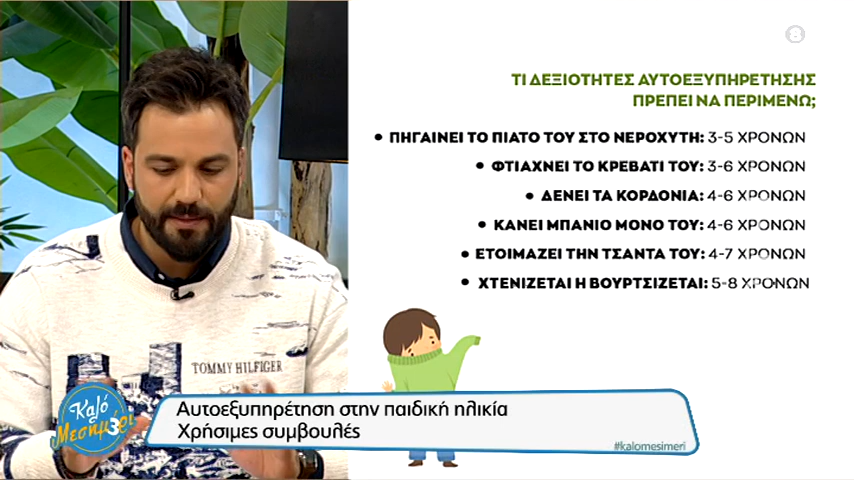 8
ΤΙ ΔΕΞΙΟΤΗΤΕΣ ΑΥΤΟΕΞΥΠΗΡΕΤΗΣΗΣ
ΠΡΕΠΕΙ ΝΑ ΠΕΡΙΜΕΝΩ;
• ΠΗΓΑΙΝΕΙ ΤΟ ΠΙΑΤΟ ΤΟΥ ΣΤΟ ΝΕΡΟΧΥΤΗ: 3-5 ΧΡΟΝΩΝ
• ΦΤΙΑΧΝΕΙ ΤΟ ΚΡΕΒΑΤΙ ΤΟΥ: 3-6 ΧΡΟΝΩΝ
• ΔΕΝΕΙ ΤΑ ΚΟΡΔΟΝΙΑ: 4-6 ΧΡΟΝΩΝ
• ΚΑΝΕΙ ΜΠΑΝΙΟ ΜΟΝΟ ΤΟΥ: 4-6 ΧΡΟΝΩΝ
• ΕΤΟΙΜΑΖΕΙ ΤΗΝ ΤΣΑΝΤΑ ΤΟΥ: 4-7 ΧΡΟΝΩΝ
• ΧΤΕΝΙΖΕΤΑΙ Η ΒΟΥΡΤΣΙΖΕΤΑΙ: 5-8 ΧΡΟΝΩΝ
TOMMY HILFIGER
Καλό
Μεσημ3ρι
Αυτοεξυπηρέτηση στην παιδική ηλικία
Χρήσιμες συμβουλές
#kalomesimeri